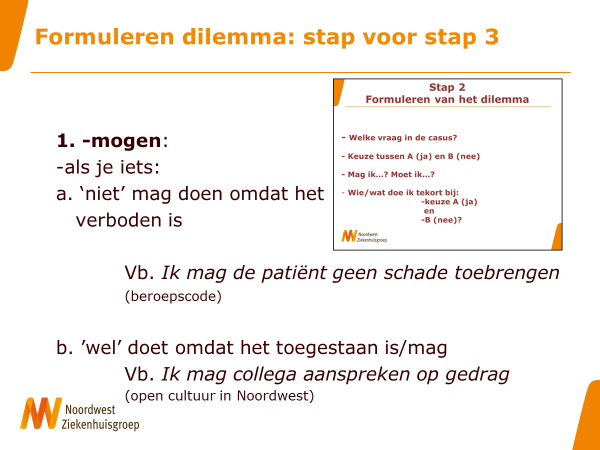 Formuleren dilemma: stap voor stap 3
Stap 2
Formuleren van het dilemma
- Welke vraag in de casus?
- Keuze tussen A (ja) en B (nee)
- Mag ik…? Moet ik…?
- Wie/wat doe ik tekort bij:
-keuze A (ja)
en
-B (nee)?
Noordwest
Ziekenhuisgroep
1. -mogen:
-als je iets:
a. ‘niet’ mag doen omdat het
verboden is
Vb. Ik mag de patiënt geen schade toebrengen
(beroepscode)
b. ’wel’ doet omdat het toegestaan is/mag
Vb. Ik mag collega aanspreken op gedrag
(open cultuur in Noordwest)
Noordwest
Ziekenhuisgroep